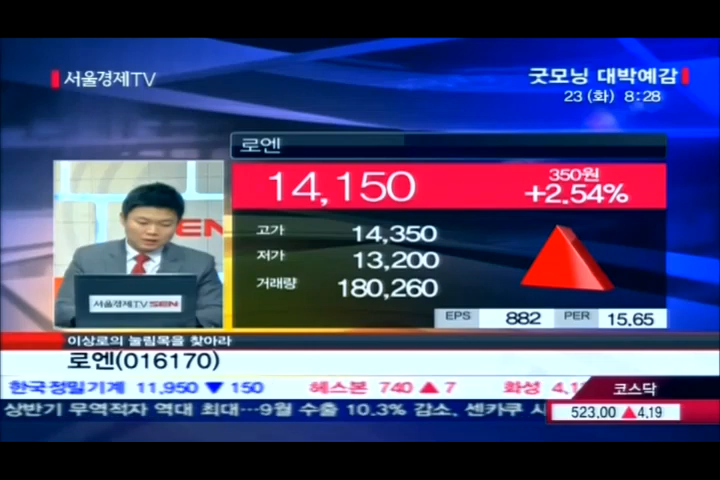 서울경제TV
굿모닝 대박예감
23 (화) 8:28
로엔
14,150
350원
+2.54%
고가 14,350
저가 13,200
거래량 180,260
EPS 882 PER 15.65
SEN
서울경제TV SEN
이상로의 눌림목을 찾아라
로엔(016170)
한국정밀기계 11,950 ▼ 150 헤스본 740 ▲ 7 화성 4,1
코스닥
523.00 ▲4.19
상반기 무역적자 역대 최대…9월 수출 10.3% 감소, 센카쿠